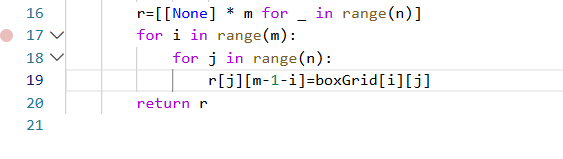 16 r=[[None] * m for _ in range(n)]
17 for i in range(m):
18 for j in range(n):
19 r[j][m-1-i]=boxGrid[i][j]
20 return r
21